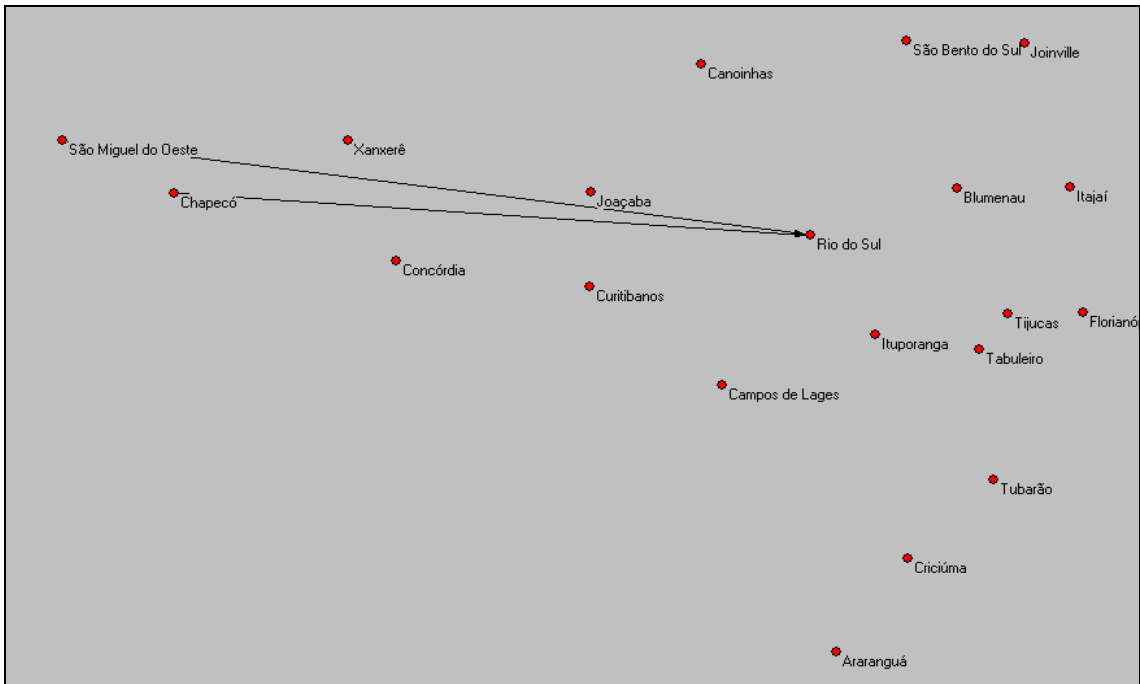 São Bento do Sul
Joinville
Canoinhas
São Miguel do Oeste
Xanxerê
Chapecó
Joaçaba
Blumenau
Itajaí
Rio do Sul
Concórdia
Curitibanos
Tijucas
Florianóp
Ituporanga
Tabuleiro
Campos de Lages
Tubarão
Criciúma
Araranguá